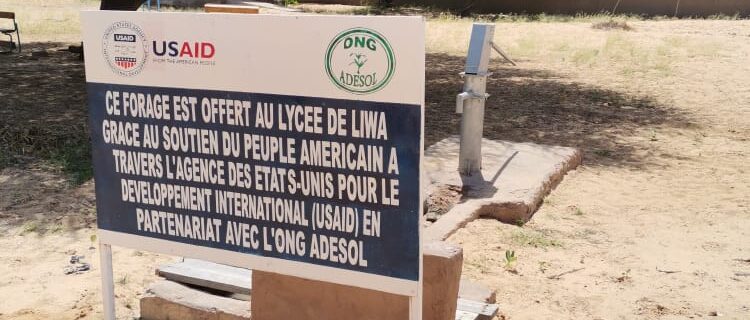 USAID
USAID
FROM THE AMERICAN PEOPLE
ONG
ADESOL
CE FORAGE EST OFFERT AU LYCEE DE LIWA
GRACE AU SOUTIEN DU PEUPLE AMERICAIN A
TRAVERS L'AGENCE DES ETATS-UNIS POUR LE
DEVELOPPEMENT INTERNATIONAL (USAID) EN
PARTENARIAT AVEC L'ONG ADESOL